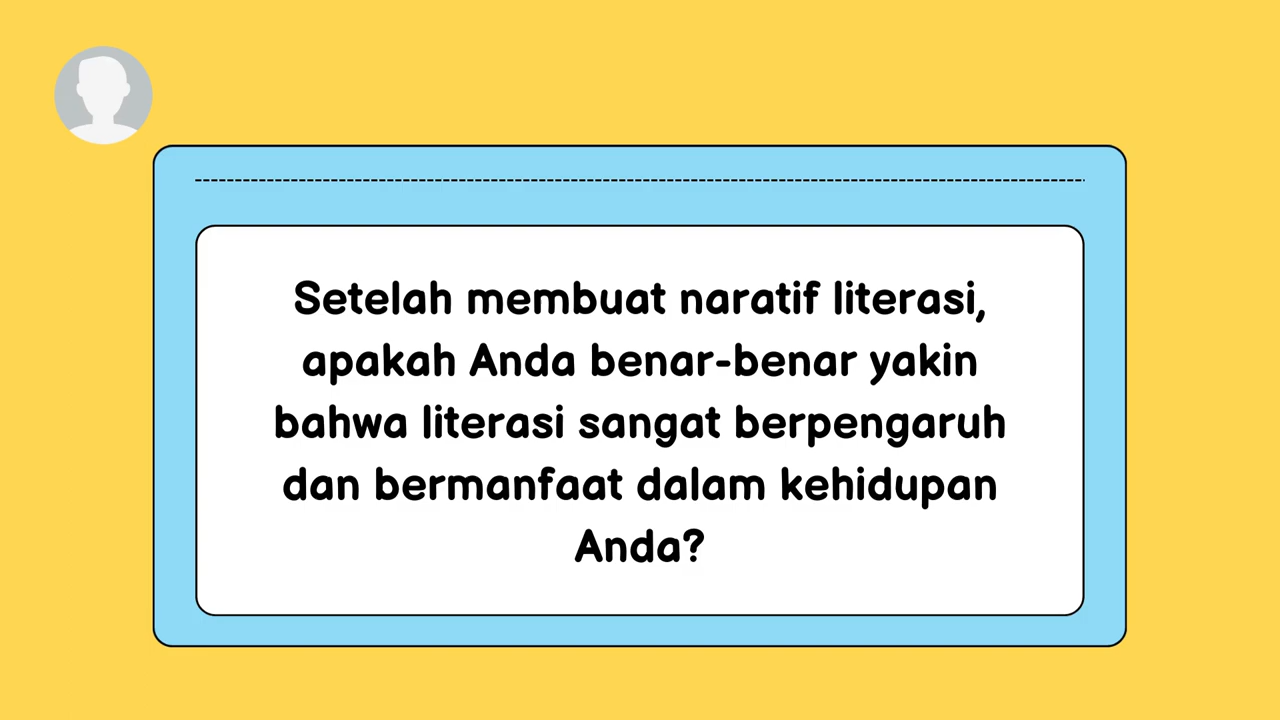 Setelah membuat naratif literasi,
apakah Anda benar-benar yakin
bahwa literasi sangat berpengaruh
dan bermanfaat dalam kehidupan
Anda?